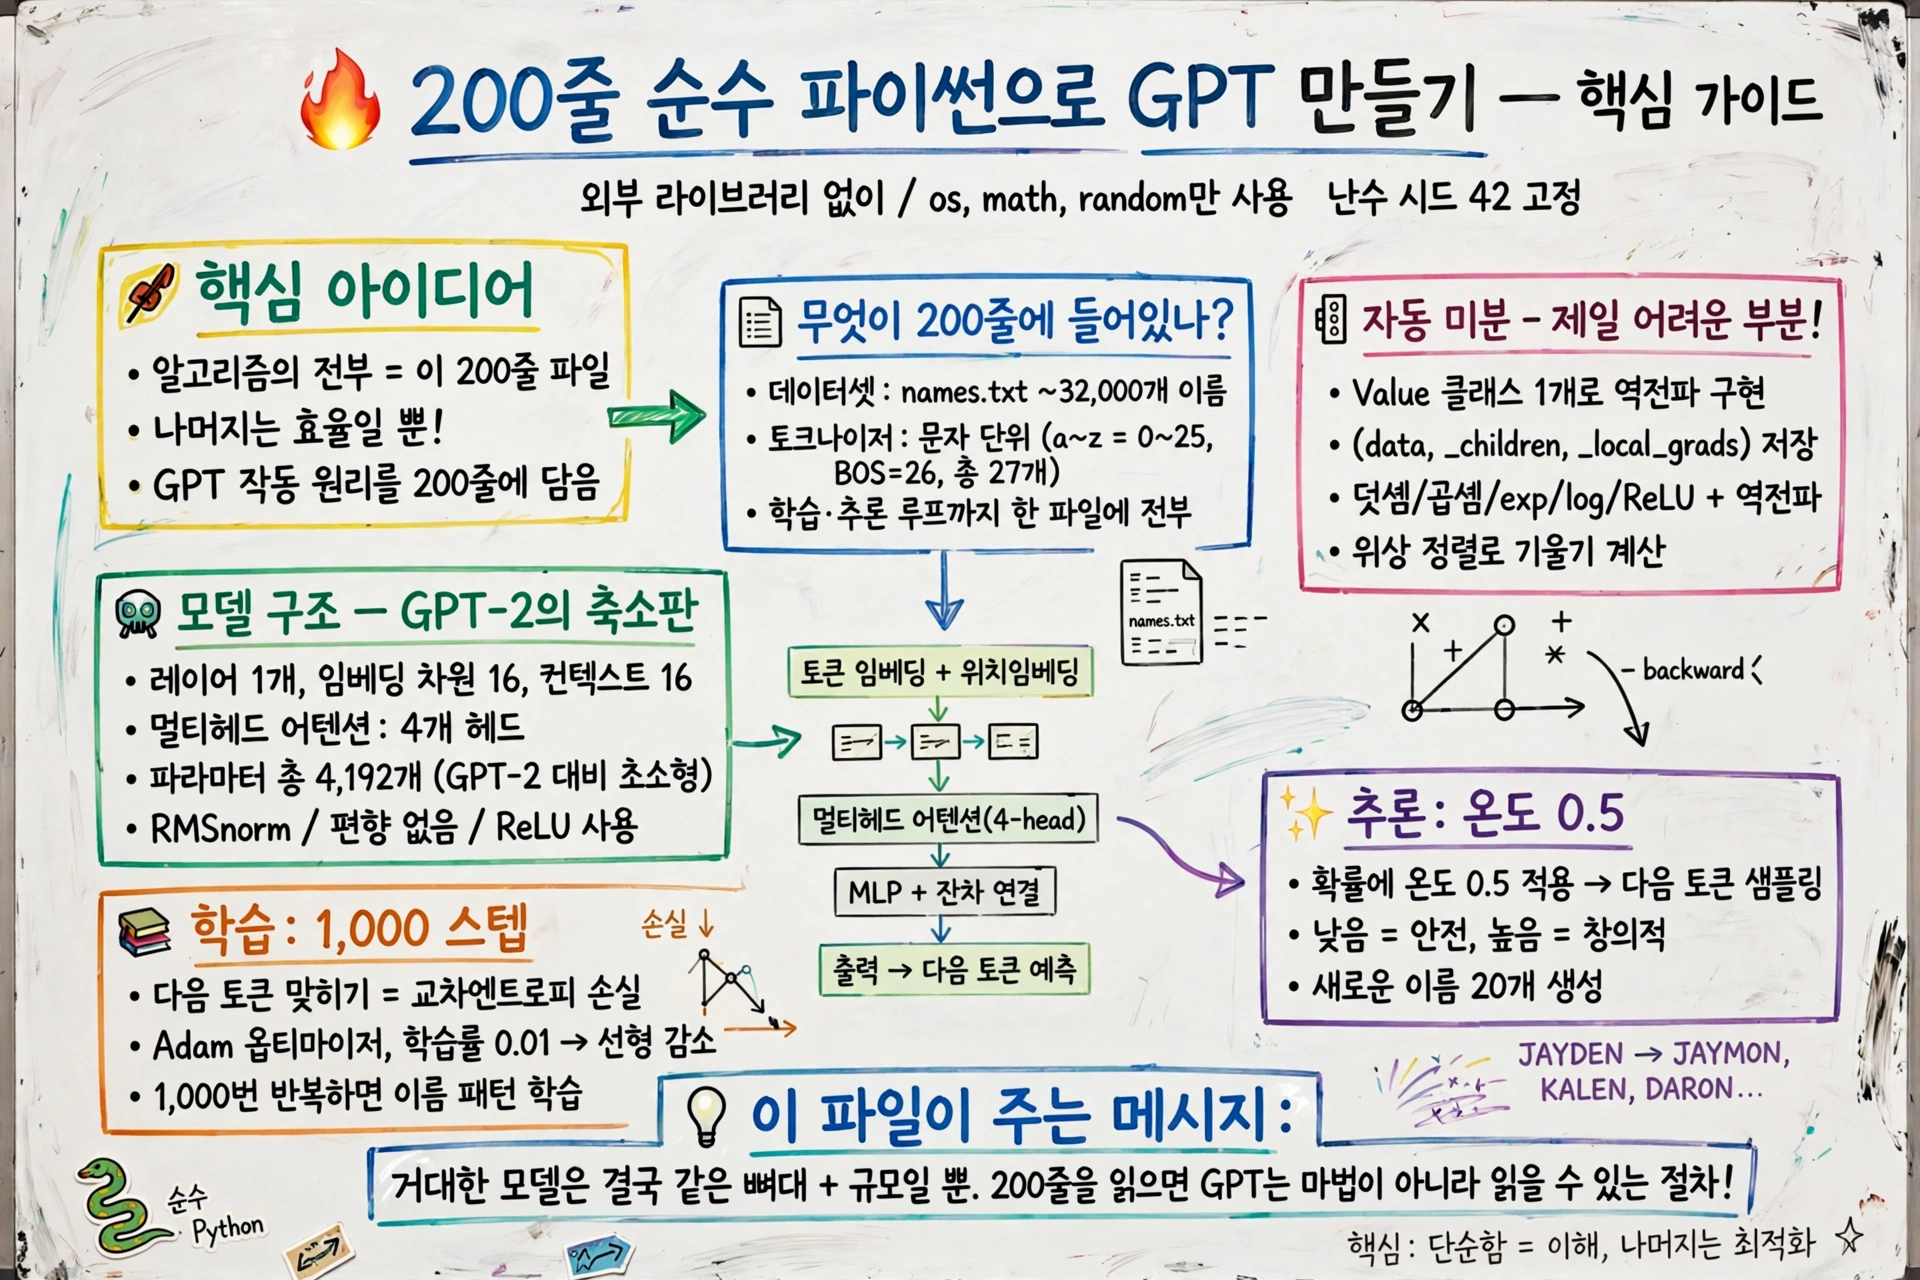 200줄 순수 파이썬으로 GPT 만들기 — 핵심 가이드
외부 라이브러리 없이 / os, math, random만 사용 난수 시드 42 고정
핵심 아이디어
• 알고리즘의 전부 = 이 200줄 파일
• 나머지는 효율일 뿐!
• GPT 작동 원리를 200줄에 담음
무엇이 200줄에 들어있나?
• 데이터셋: names.txt ~32,000개 이름
• 토크나이저: 문자 단위 (a~z = 0~25,
BOS=26, 총 27개)
• 학습·추론 루프까지 한 파일에 전부
자동 미분 – 제일 어려운 부분!
• Value 클래스 1개로 역전파 구현
• (data, _children, _local_grads) 저장
• 덧셈/곱셈/exp/log/ReLU + 역전파
• 위상 정렬로 기울기 계산
모델 구조 — GPT-2의 축소판
• 레이어 1개, 임베딩 차원 16, 컨텍스트 16
• 멀티헤드 어텐션: 4개 헤드
• 파라마터 총 4,192개 (GPT-2 대비 초소형)
• RMSnorm / 편향 없음 / ReLU 사용
names.txt
토큰 임베딩 + 위치임베딩
멀티헤드 어텐션(4-head)
MLP + 잔차 연결
출력 → 다음 토큰 예측
x
+
+
*
– backward
추론: 온도 0.5
• 확률에 온도 0.5 적용 → 다음 토큰 샘플링
• 낮음 = 안전, 높음 = 창의적
• 새로운 이름 20개 생성
JAYDEN → JAYMON,
KALEN, DARON...
학습: 1,000 스텝
• 다음 토큰 맞히기 = 교차엔트로피 손실
• Adam 옵티마이저, 학습률 0.01 → 선형 감소
• 1,000번 반복하면 이름 패턴 학습
손실 ↓
이 파일이 주는 메시지:
거대한 모델은 결국 같은 뼈대 + 규모일 뿐. 200줄을 읽으면 GPT는 마법이 아니라 읽을 수 있는 절차!
순수
Python
핵심: 단순함 = 이해, 나머지는 최적화